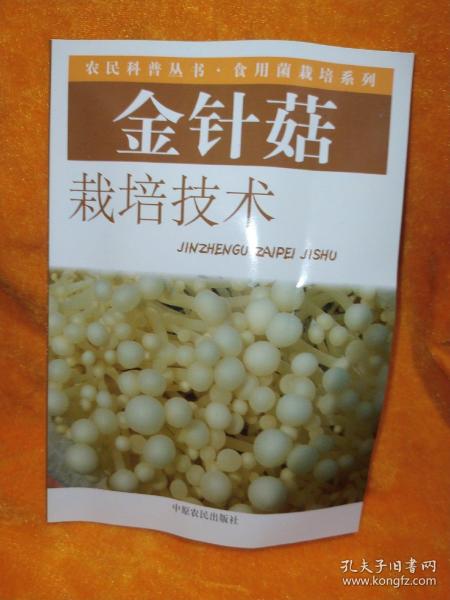 农民科普丛书·食用菌栽培系列
金针菇
栽培技术
JINZHENGU ZAIPEI JISHU
中原农民出版社
孔夫子旧书网
www.kongfz.com